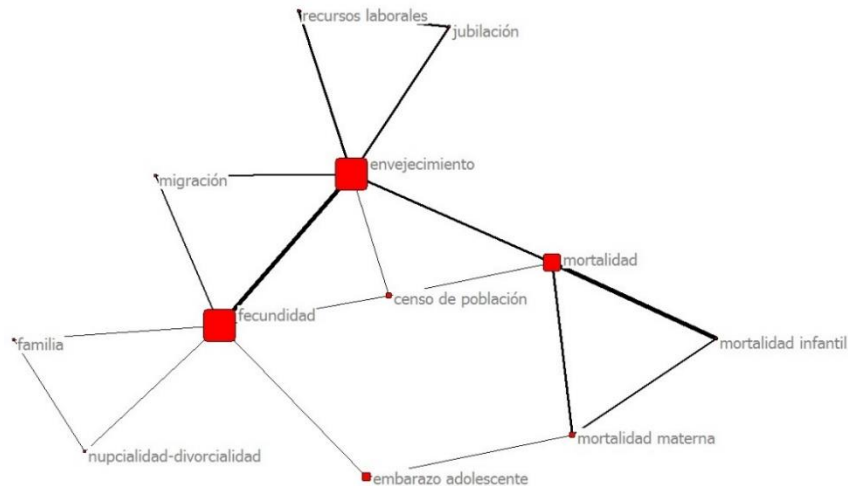 recursos laborales
jubilación
envejecimiento
migración
mortalidad
censo de población
fecundidad
familia
mortalidad infantil
mortalidad materna
nupcialidad-divorcialidad
embarazo adolescente